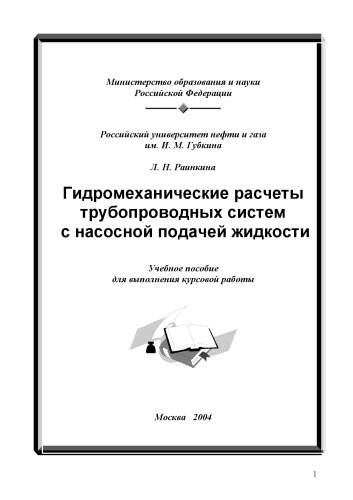 Министерство образования и науки
Российской Федерации
Российский университет нефти и газа
им. И. М. Губкина
Л. Н. Раинкина
Гидромеханические расчеты
трубопроводных систем
с насосной подачей жидкости
Учебное пособие
для выполнения курсовой работы
Москва 2004
1